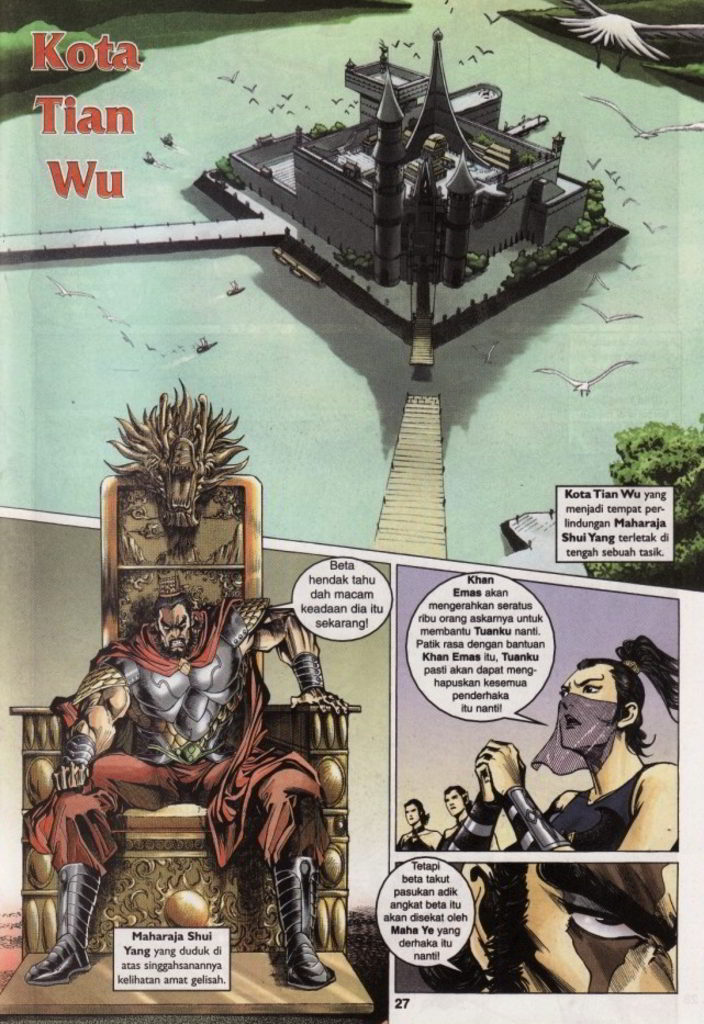 Kota
Tian
Wu
Kota Tian Wu yang
menjadi tempat per-
lindungan Maharaja
Shui Yang terletak di
tengah sebuah tasik.
Beta
hendak tahu
dah macam
keadaan dia itu
sekarang!
Maharaja Shui
Yang yang duduk di
atas singgahsanannya
kelihatan amat gelisah.
Khan
Emas akan
mengerahkan seratus
ribu orang askarnya untuk
membantu Tuanku nanti.
Patik rasa dengan bantuan
Khan Emas itu, Tuanku
pasti akan dapat meng-
hapuskan kesemua
penderhaka
itu nanti!
Tetapi
beta takut
pasukan adik
angkat beta itu
akan disekat oleh
Maha Ye yang
derhaka itu
nanti!
27